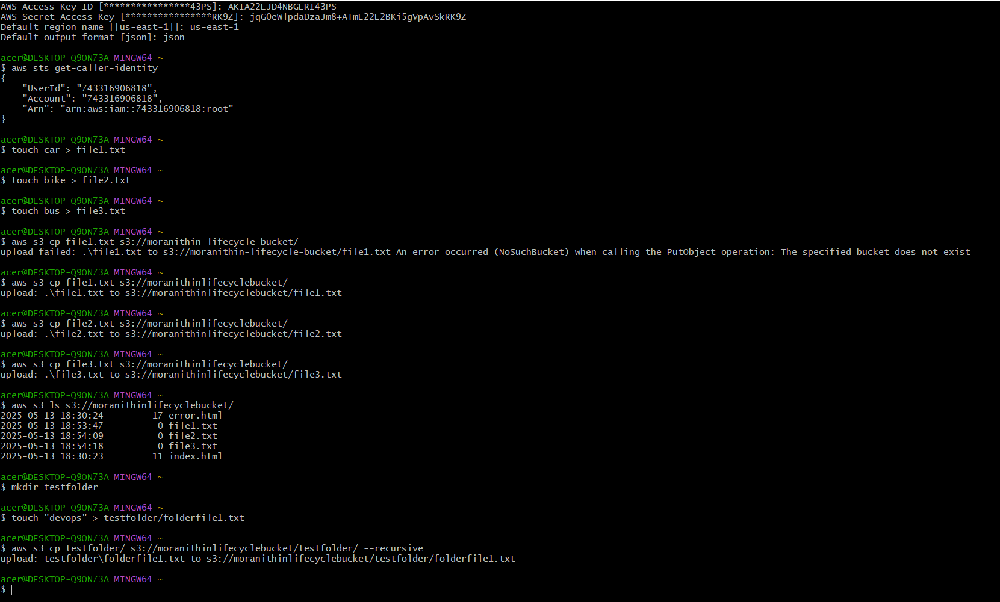 AWS Access Key ID [****************43PS]: [redacted]
AWS Secret Access Key [****************RK9Z]: [redacted]
Default region name [[us-east-1]]: us-east-1
Default output format [json]: json
acer@DESKTOP-Q9ON73A MINGW64 ~
$ aws sts get-caller-identity
{
    "UserId": "743316906818",
    "Account": "743316906818",
    "Arn": "arn:aws:iam::743316906818:root"
}
acer@DESKTOP-Q9ON73A MINGW64 ~
$ touch car > file1.txt
acer@DESKTOP-Q9ON73A MINGW64 ~
$ touch bike > file2.txt
acer@DESKTOP-Q9ON73A MINGW64 ~
$ touch bus > file3.txt
acer@DESKTOP-Q9ON73A MINGW64 ~
$ aws s3 cp file1.txt s3://moranithin-lifecycle-bucket/
upload failed: .\file1.txt to s3://moranithin-lifecycle-bucket/file1.txt An error occurred (NoSuchBucket) when calling the PutObject operation: The specified bucket does not exist
acer@DESKTOP-Q9ON73A MINGW64 ~
$ aws s3 cp file1.txt s3://moranithinlifecyclebucket/
upload: .\file1.txt to s3://moranithinlifecyclebucket/file1.txt
acer@DESKTOP-Q9ON73A MINGW64 ~
$ aws s3 cp file2.txt s3://moranithinlifecyclebucket/
upload: .\file2.txt to s3://moranithinlifecyclebucket/file2.txt
acer@DESKTOP-Q9ON73A MINGW64 ~
$ aws s3 cp file3.txt s3://moranithinlifecyclebucket/
upload: .\file3.txt to s3://moranithinlifecyclebucket/file3.txt
acer@DESKTOP-Q9ON73A MINGW64 ~
$ aws s3 ls s3://moranithinlifecyclebucket/
2025-05-13 18:30:24         17 error.html
2025-05-13 18:53:47          0 file1.txt
2025-05-13 18:54:09          0 file2.txt
2025-05-13 18:54:18          0 file3.txt
2025-05-13 18:30:23         11 index.html
acer@DESKTOP-Q9ON73A MINGW64 ~
$ mkdir testfolder
acer@DESKTOP-Q9ON73A MINGW64 ~
$ touch "devops" > testfolder/folderfile1.txt
acer@DESKTOP-Q9ON73A MINGW64 ~
$ aws s3 cp testfolder/ s3://moranithinlifecyclebucket/testfolder/ --recursive
upload: testfolder\folderfile1.txt to s3://moranithinlifecyclebucket/testfolder/folderfile1.txt
acer@DESKTOP-Q9ON73A MINGW64 ~
$